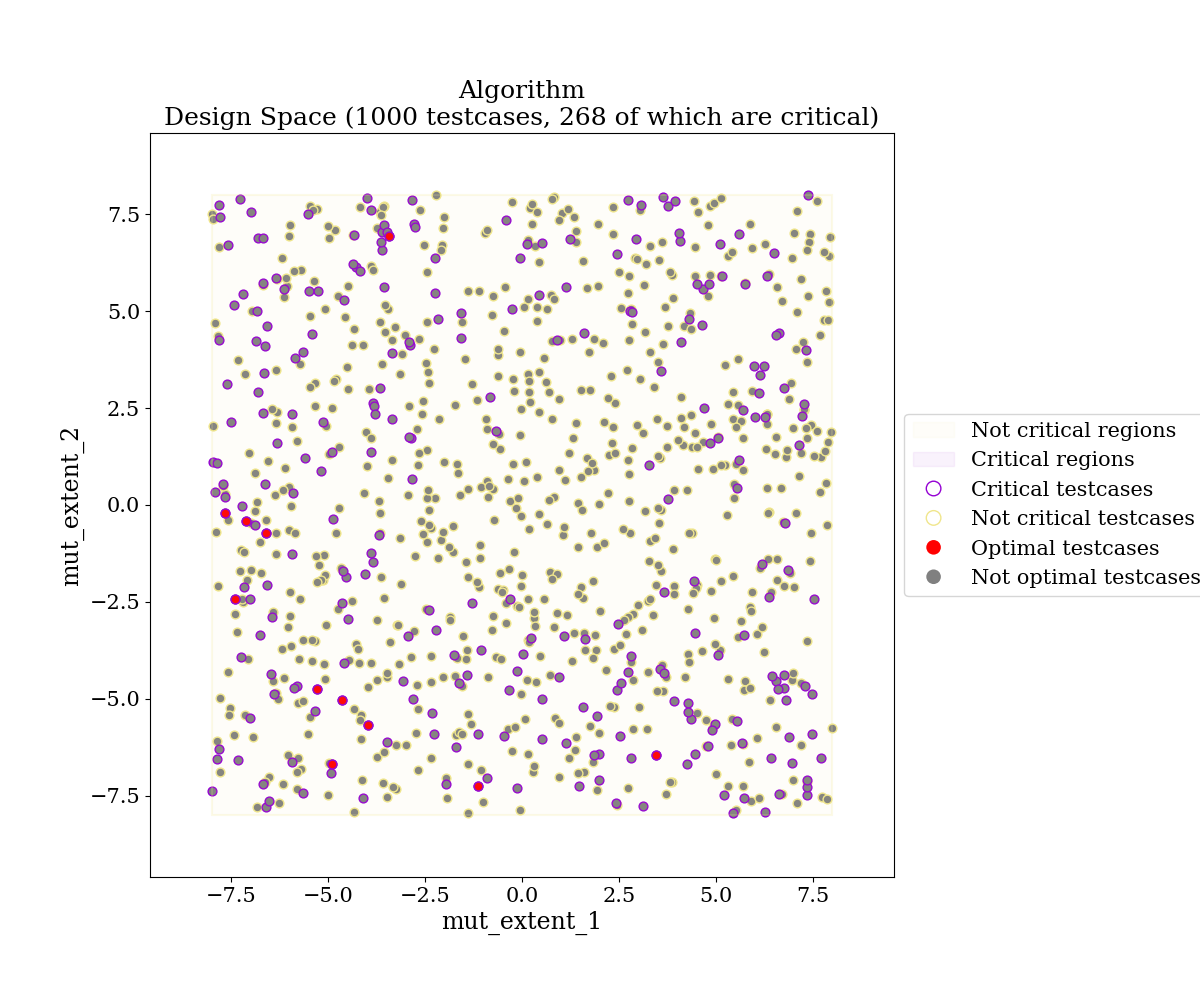 Algorithm
Design Space (1000 testcases, 268 of which are critical)
7.5
5.0
2.5
0.0
−2.5
−5.0
−7.5
mut_extent_2
−7.5
−5.0
−2.5
0.0
2.5
5.0
7.5
mut_extent_1
Not critical regions
Critical regions
Critical testcases
Not critical testcases
Optimal testcases
Not optimal testcases